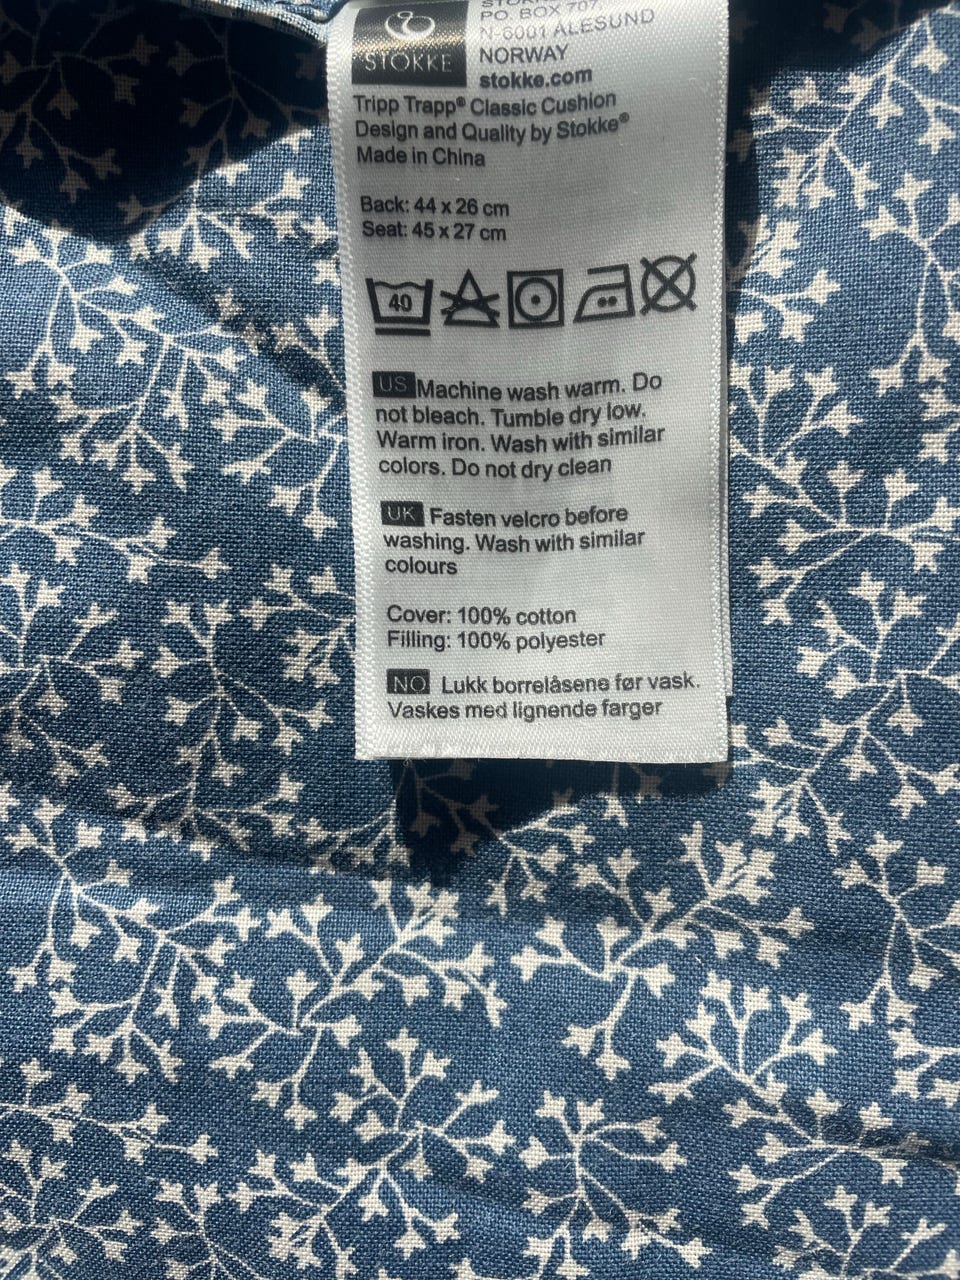 STOKKE
PO. BOX 707,
N-6001 ÅLESUND
NORWAY
stokke.com
Tripp Trapp® Classic Cushion
Design and Quality by Stokke®
Made in China
Back: 44 x 26 cm
Seat: 45 x 27 cm
40
US Machine wash warm. Do
not bleach. Tumble dry low.
Warm iron. Wash with similar
colors. Do not dry clean
UK Fasten velcro before
washing. Wash with similar
colours
Cover: 100% cotton
Filling: 100% polyester
NO Lukk borrelåsene før vask.
Vaskes med lignende farger